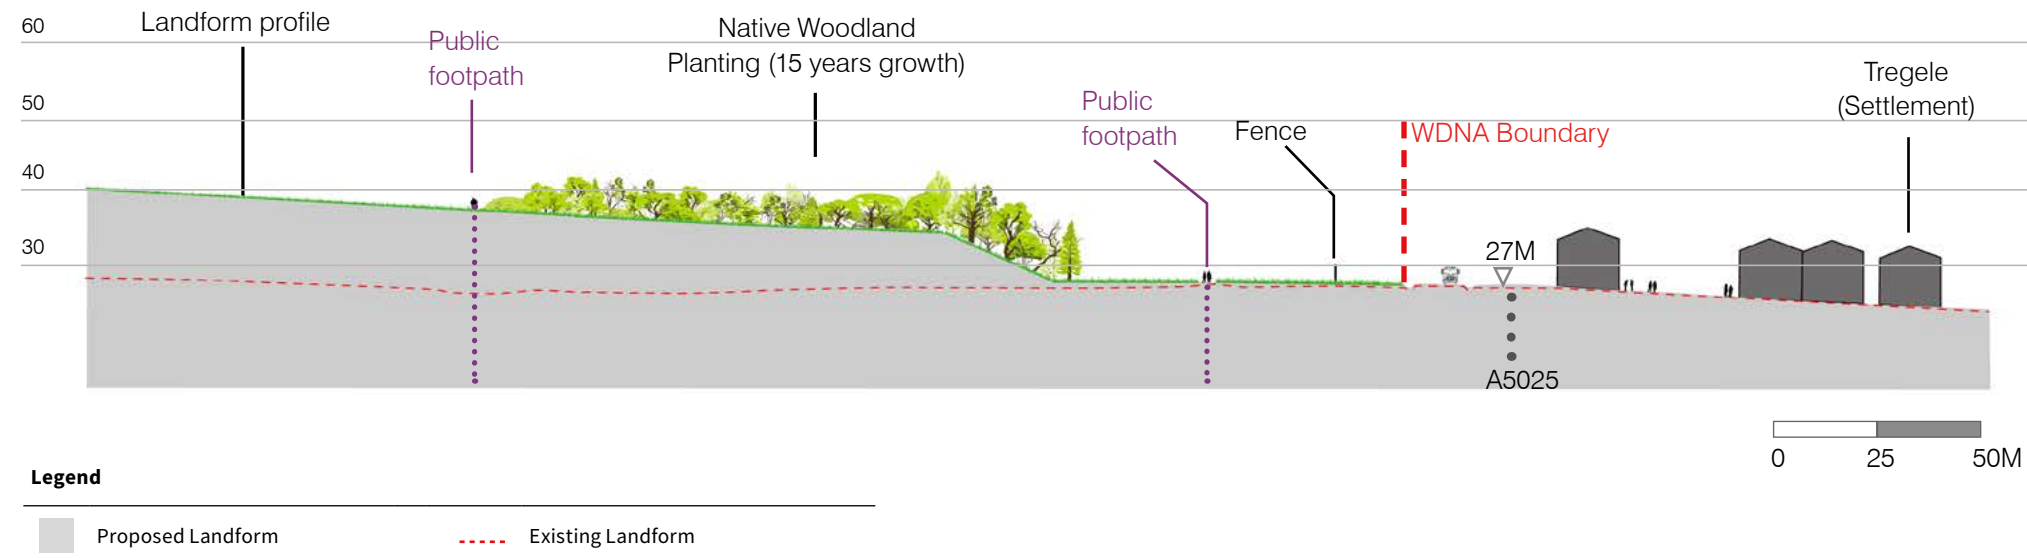 60
50
40
30
Landform profile
Public
footpath
Native Woodland
Planting (15 years growth)
Public
footpath
Fence
WDNA Boundary
27M
A5025
Tregele
(Settlement)
0 25 50M
Legend
Proposed Landform
Existing Landform